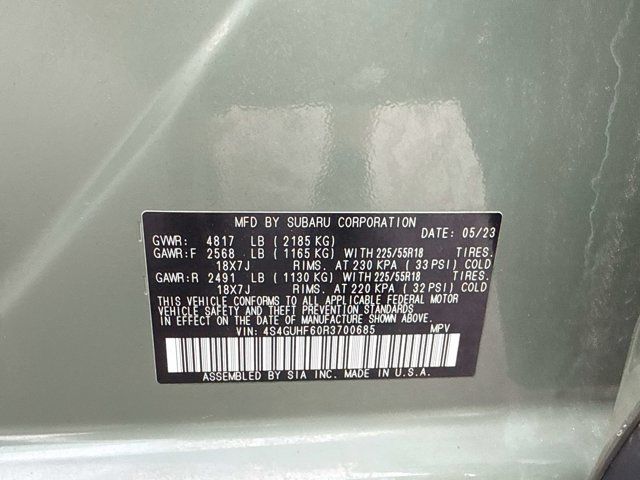 MFD BY SUBARU CORPORATION
DATE: 05/23
GVWR: 4817 LB ( 2185 KG)
GAWR:F 2568 LB ( 1165 KG) WITH 225/55R18 TIRES.
18X7J RIMS. AT 230 KPA ( 33 PSI) COLD
GAWR:R 2491 LB ( 1130 KG) WITH 225/55R18 TIRES.
18X7J RIMS. AT 220 KPA ( 32 PSI) COLD
THIS VEHICLE CONFORMS TO ALL APPLICABLE FEDERAL MOTOR
VEHICLE SAFETY AND THEFT PREVENTION STANDARDS IN
EFFECT ON THE DATE OF MANUFACTURE SHOWN ABOVE.
VIN: 4S4GUHF60R3700685 MPV
ASSEMBLED BY SIA INC. MADE IN U.S.A.